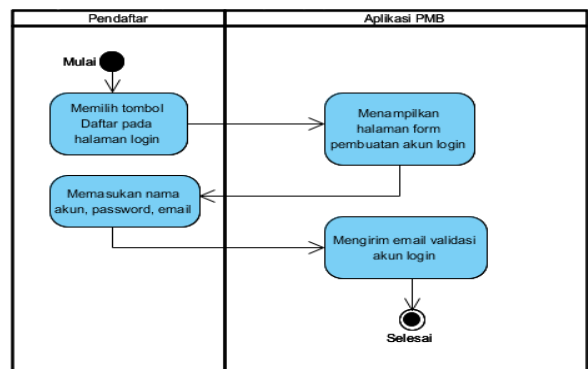 Pendaftar
Aplikasi PMB
Mulai
Memilih tombol
Daftar pada
halaman login
Menampilkan
halaman form
pembuatan akun login
Memasukan nama
akun, password, email
Mengirim email validasi
akun login
Selesai